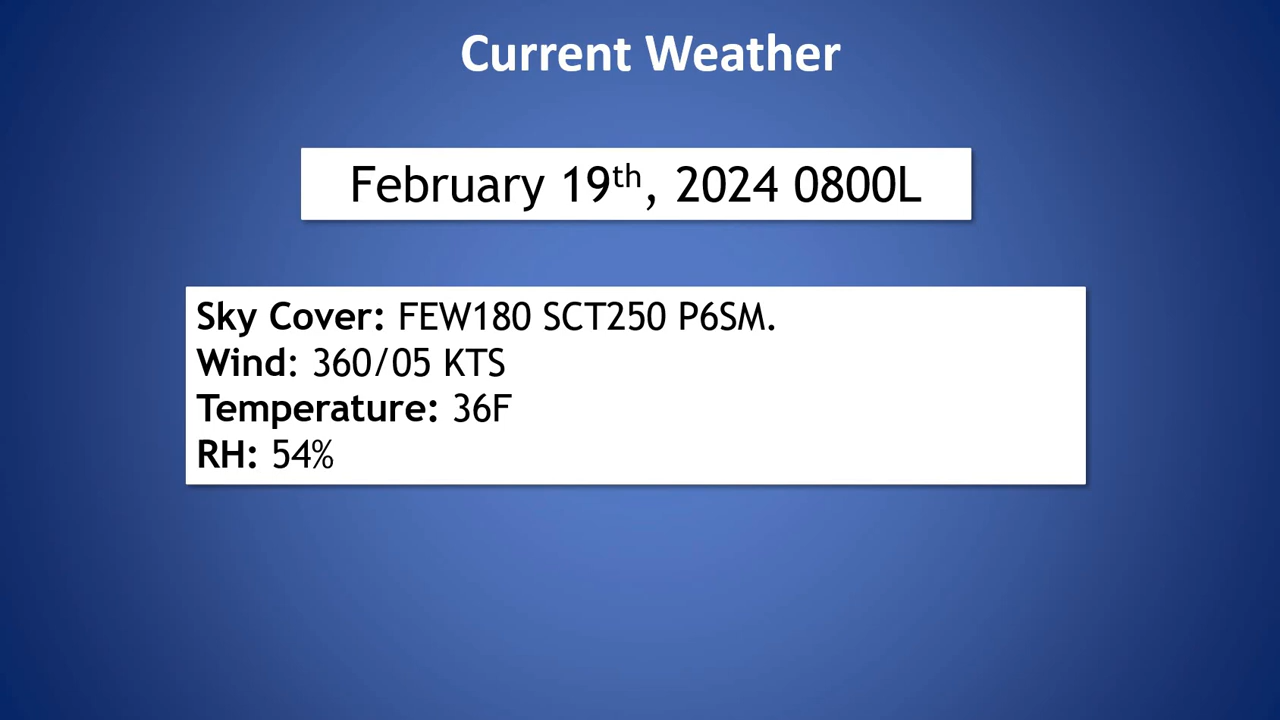 Current Weather
February 19th, 2024 0800L
Sky Cover: FEW180 SCT250 P6SM.
Wind: 360/05 KTS
Temperature: 36F
RH: 54%